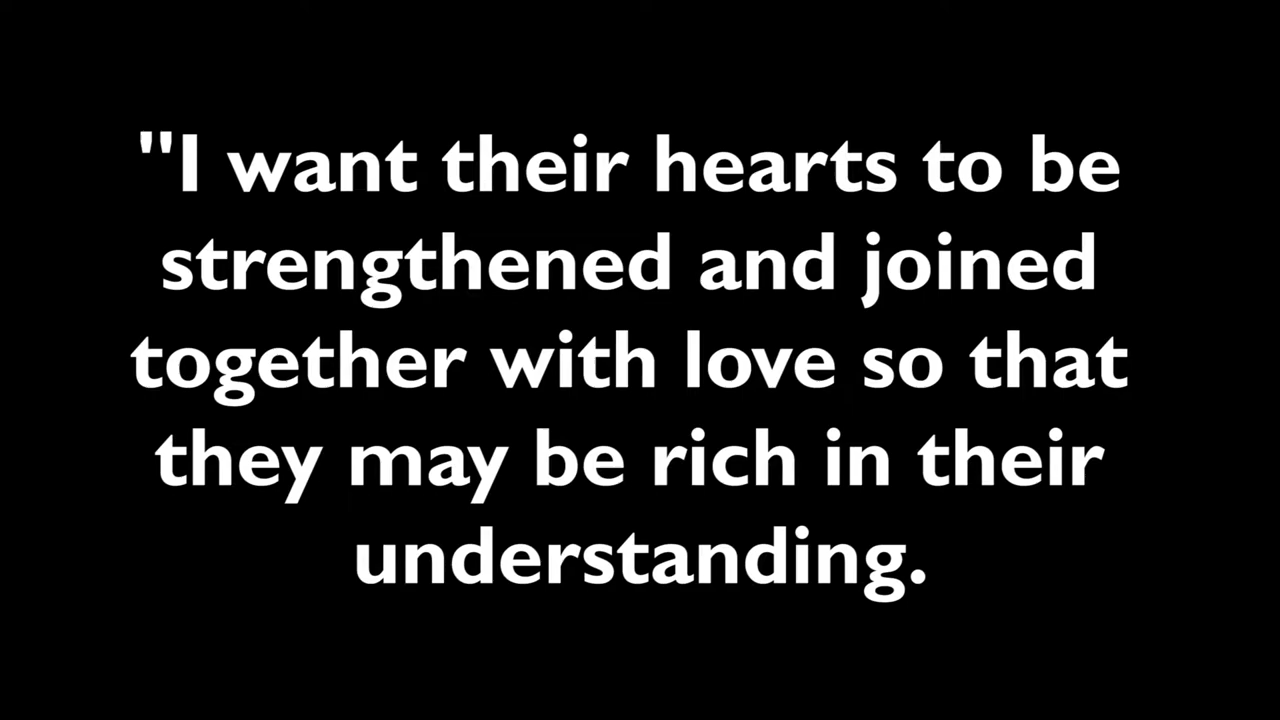 "I want their hearts to be
strengthened and joined
together with love so that
they may be rich in their
understanding.